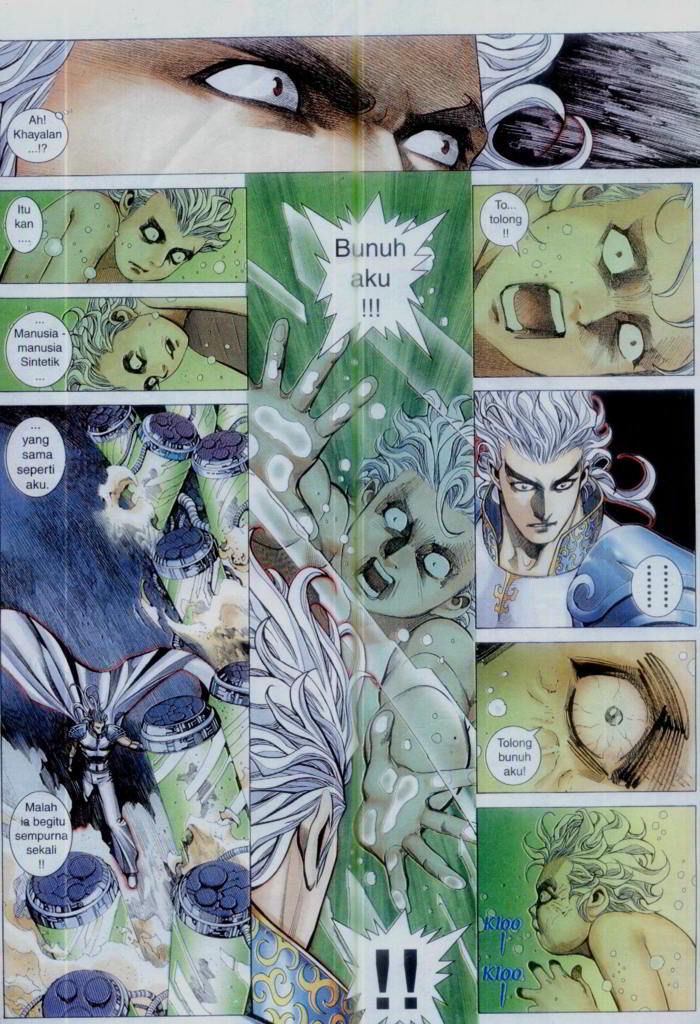 Ah!
Khayalan
...!?
Itu
kan
....
...
Manusia -
manusia
Sintetik
...
...
yang
sama
seperti
aku.
Malah
ia begitu
sempurna
sekali
!!
Bunuh
aku
!!!
!!
To...
tolong
!!
Tolong
bunuh
aku!
Kloo
Kloo